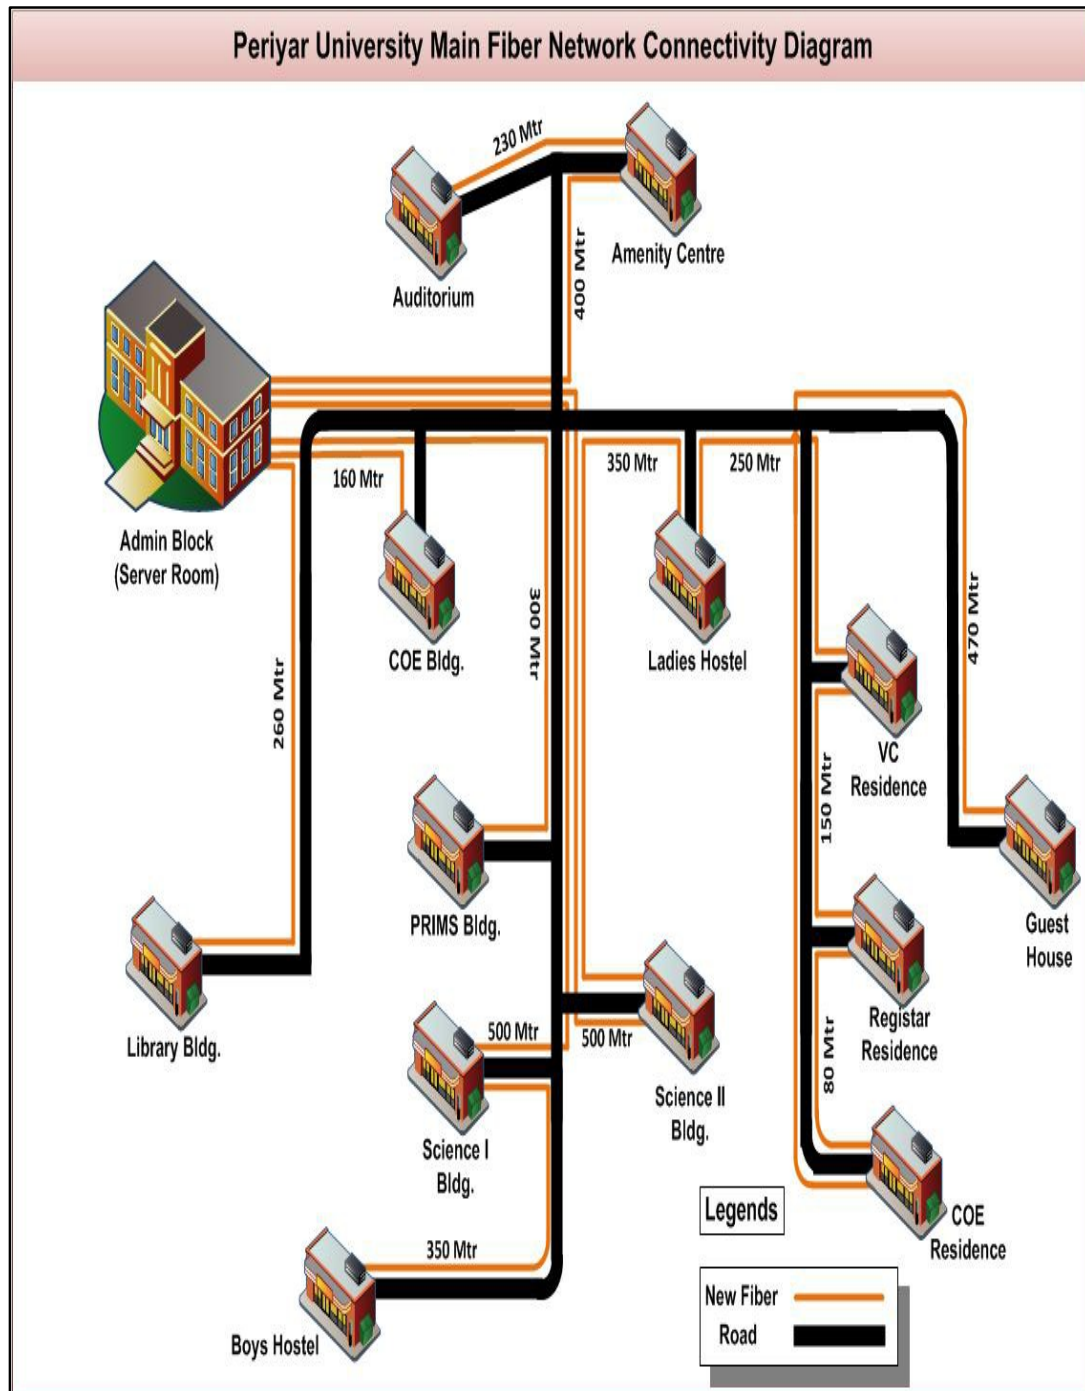 Periyar University Main Fiber Network Connectivity Diagram
230 Mtr
Amenity Centre
Auditorium
400 Mtr
350 Mtr
250 Mtr
160 Mtr
Admin Block
(Server Room)
COE Bldg.
300 Mtr
Ladies Hostel
470 Mtr
260 Mtr
VC
Residence
150 Mtr
PRIMS Bldg.
Guest
House
Library Bldg.
500 Mtr
500 Mtr
Registar
Residence
80 Mtr
Science II
Bldg.
Science I
Bldg.
Legends
COE
Residence
350 Mtr
Boys Hostel
New Fiber
Road